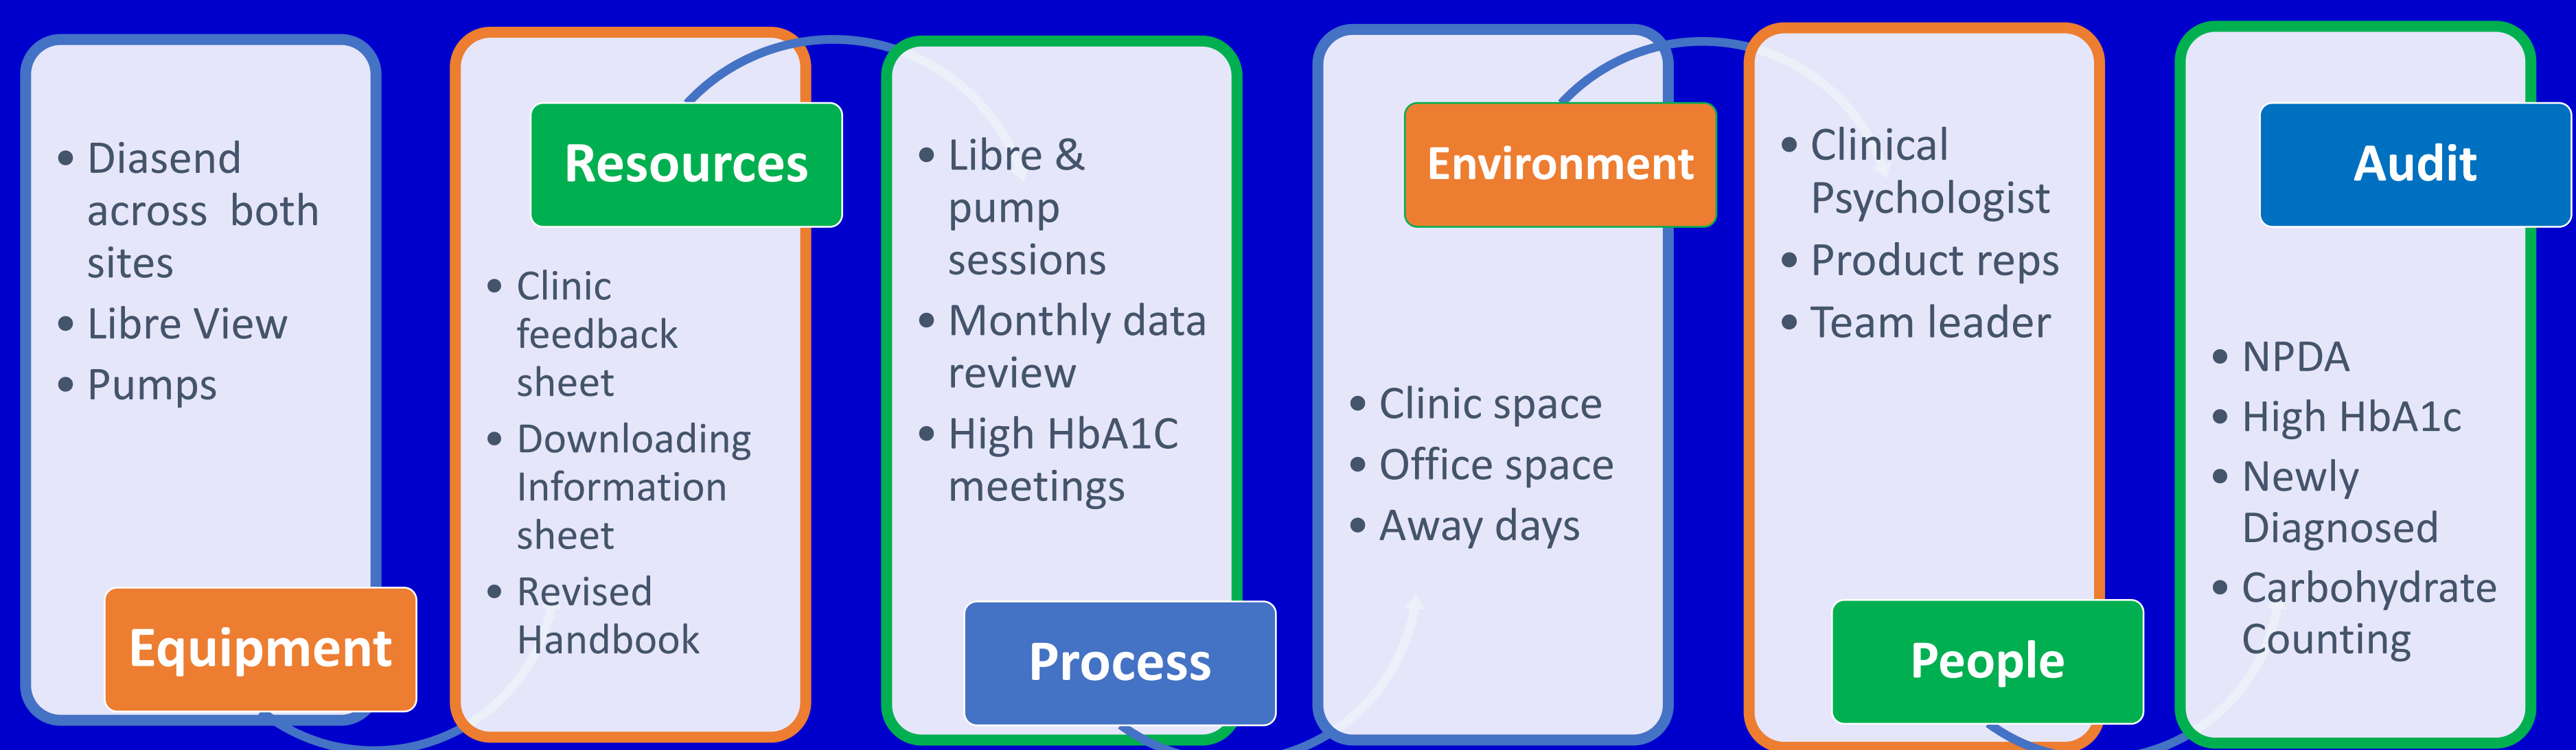 • Diasend
across both
sites
• Libre View
• Pumps
Equipment
Resources
• Clinic
feedback
sheet
• Downloading
Information
sheet
• Revised
Handbook
• Libre &
pump
sessions
• Monthly data
review
• High HbA1C
meetings
Process
Environment
• Clinic space
• Office space
• Away days
• Clinical
Psychologist
• Product reps
• Team leader
People
Audit
• NPDA
• High HbA1c
• Newly
Diagnosed
• Carbohydrate
Counting